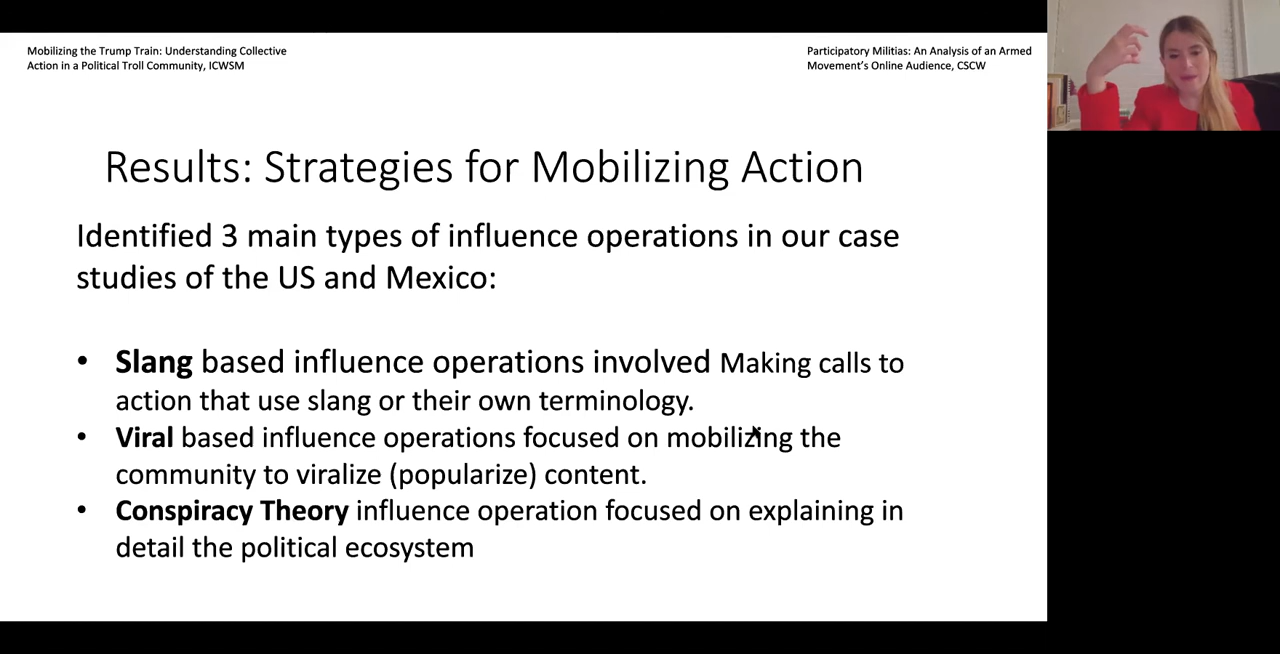 Mobilizing the Trump Train: Understanding Collective
Action in a Political Troll Community, ICWSM
Participatory Militias: An Analysis of an Armed
Movement's Online Audience, CSCW
Results: Strategies for Mobilizing Action
Identified 3 main types of influence operations in our case
studies of the US and Mexico:
• Slang based influence operations involved Making calls to
action that use slang or their own terminology.
• Viral based influence operations focused on mobilizing the
community to viralize (popularize) content.
• Conspiracy Theory influence operation focused on explaining in
detail the political ecosystem